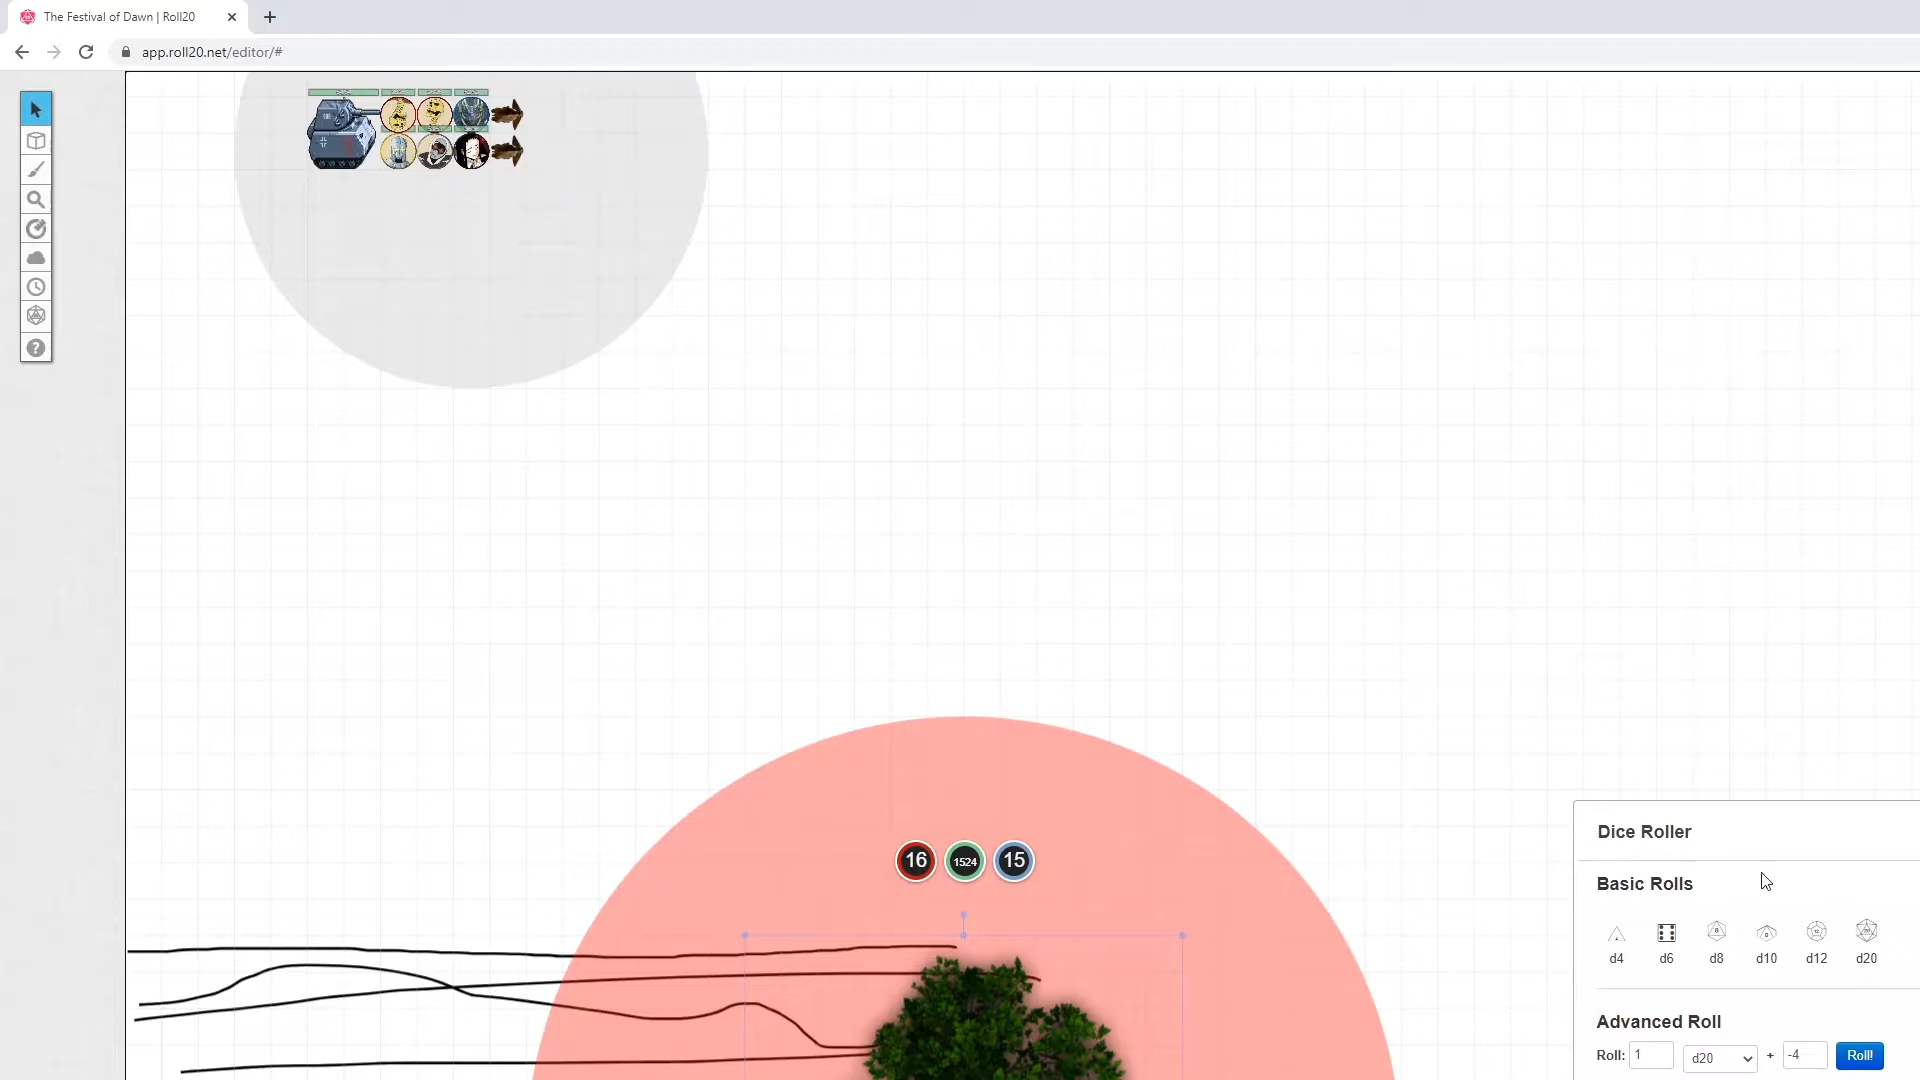 The Festival of Dawn | Roll20
app.roll20.net/editor/#
16 1524 15
Dice Roller
Basic Rolls
d4 d6 d8 d10 d12 d20
Advanced Roll
Roll: 1 d20 + -4 Roll!